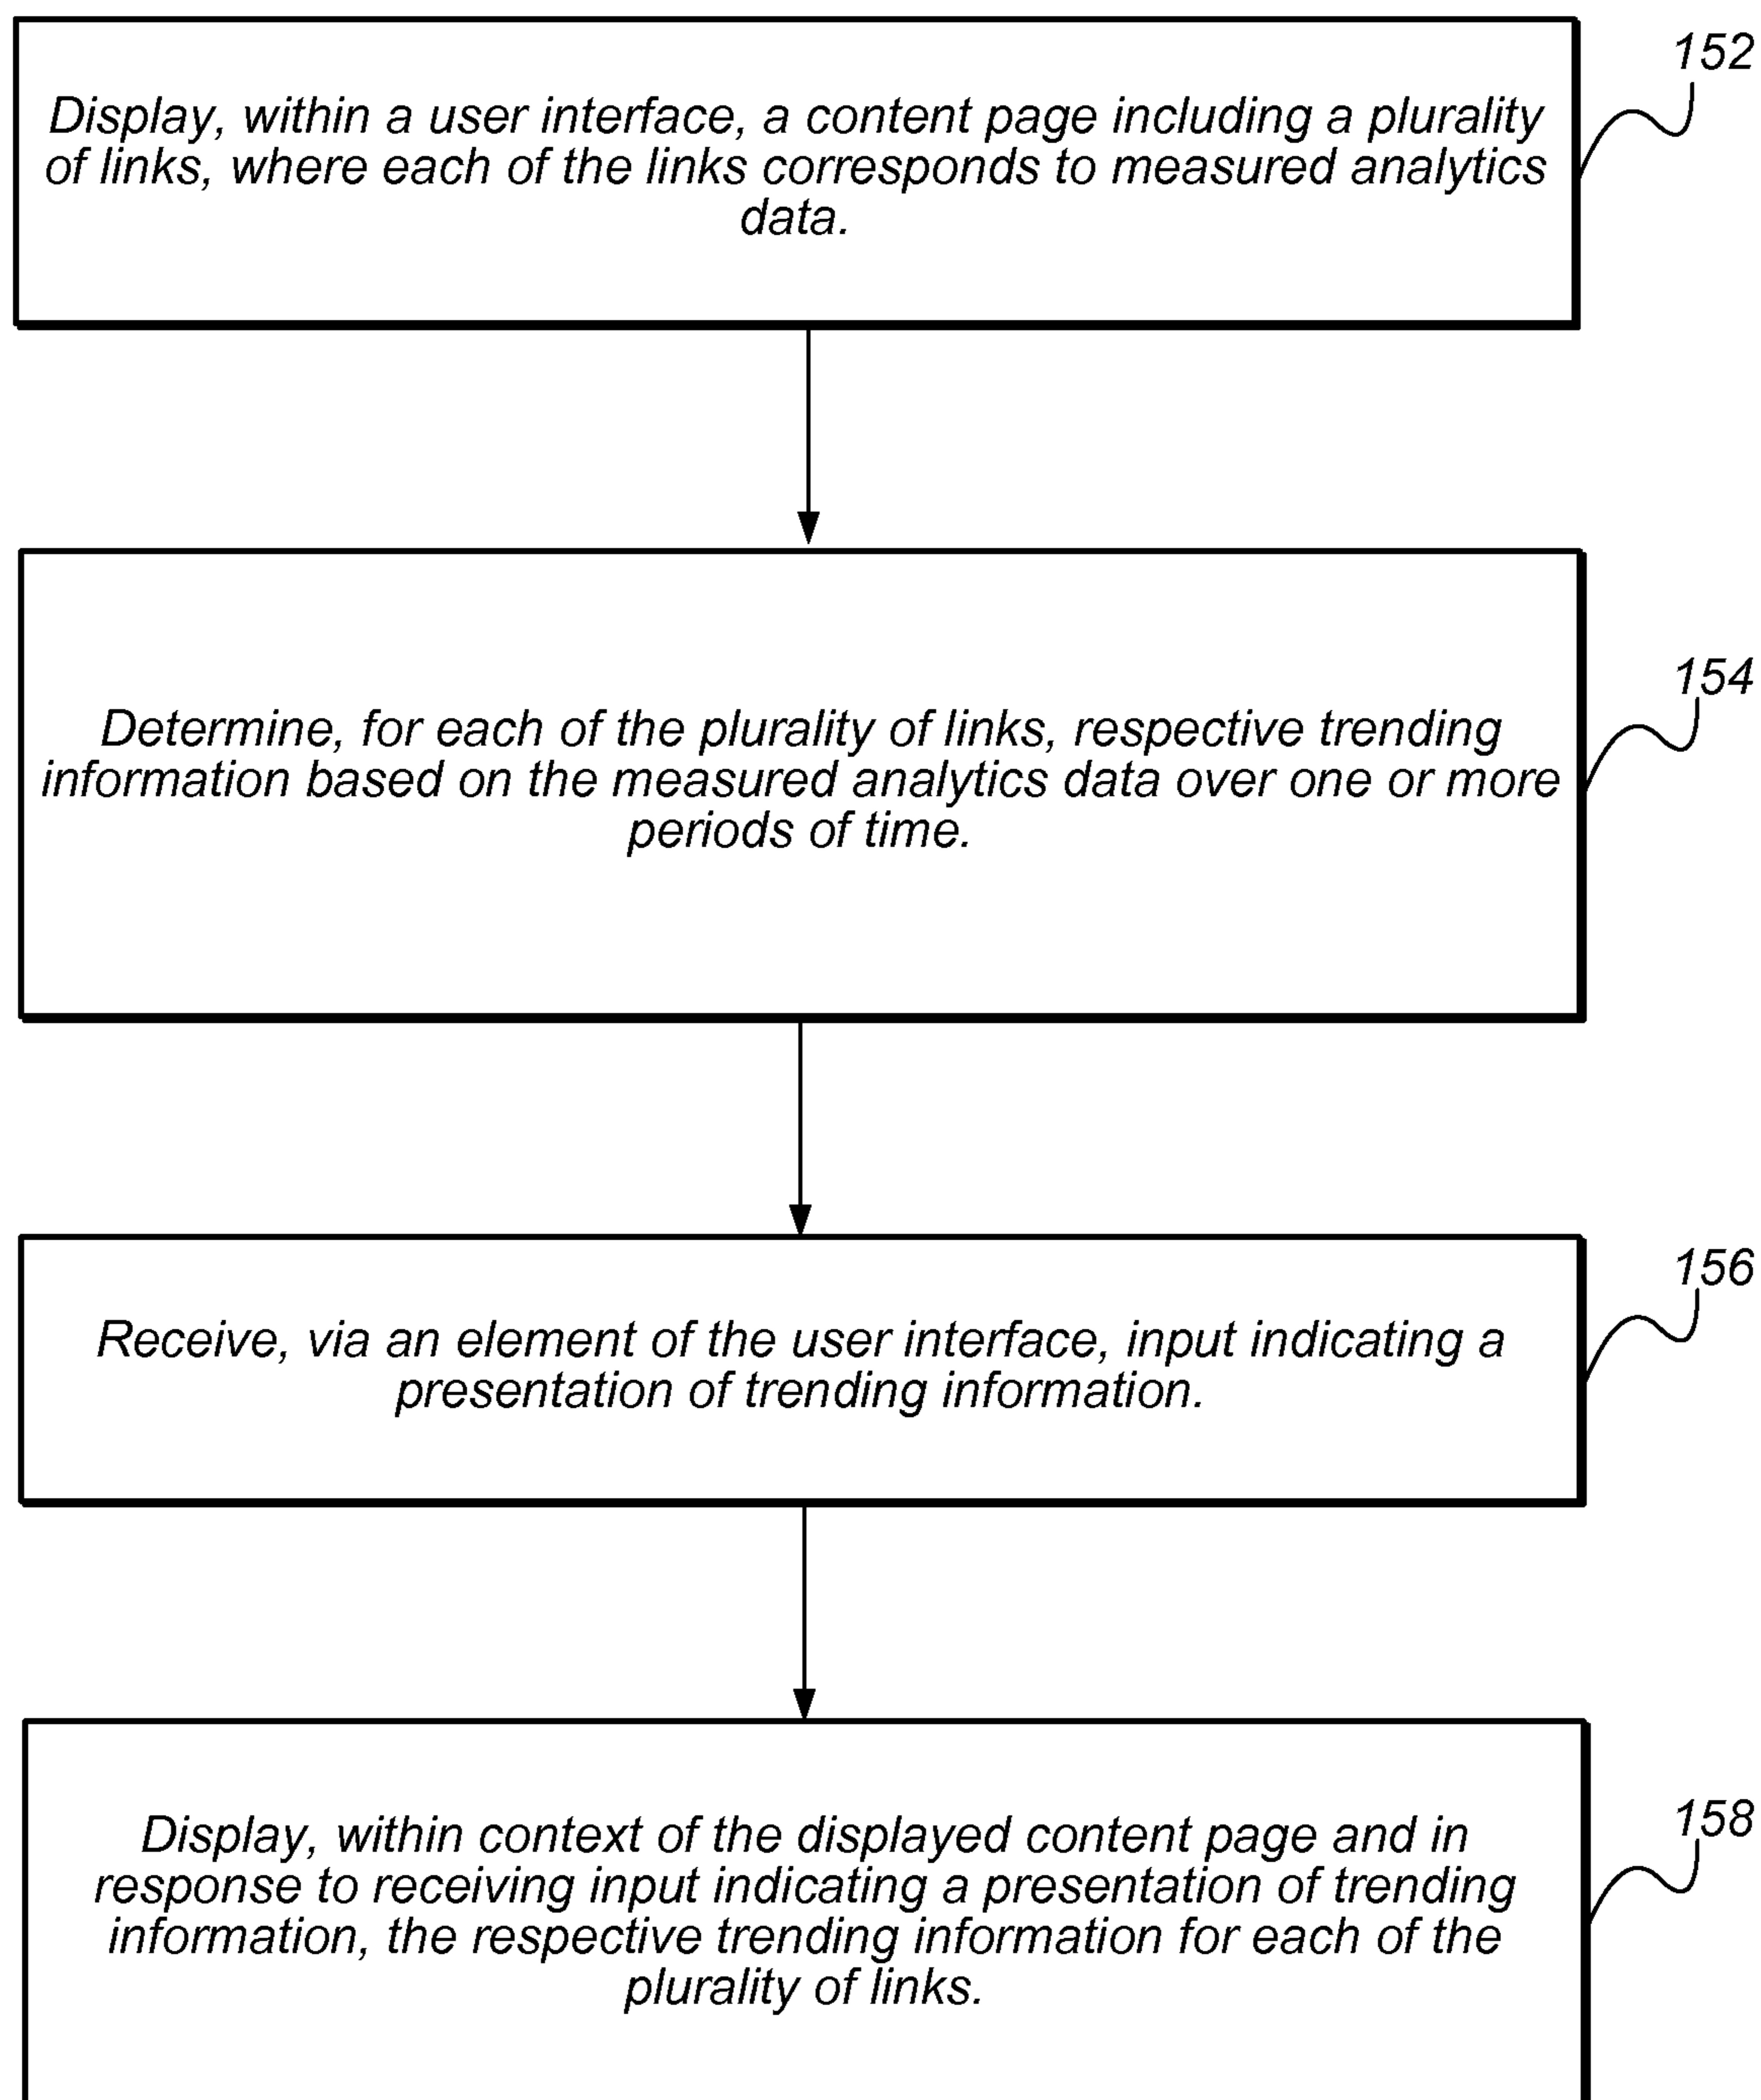 152
Display, within a user interface, a content page including a plurality
of links, where each of the links corresponds to measured analytics
data.
154
Determine, for each of the plurality of links, respective trending
information based on the measured analytics data over one or more
periods of time.
156
Receive, via an element of the user interface, input indicating a
presentation of trending information.
158
Display, within context of the displayed content page and in
response to receiving input indicating a presentation of trending
information, the respective trending information for each of the
plurality of links.